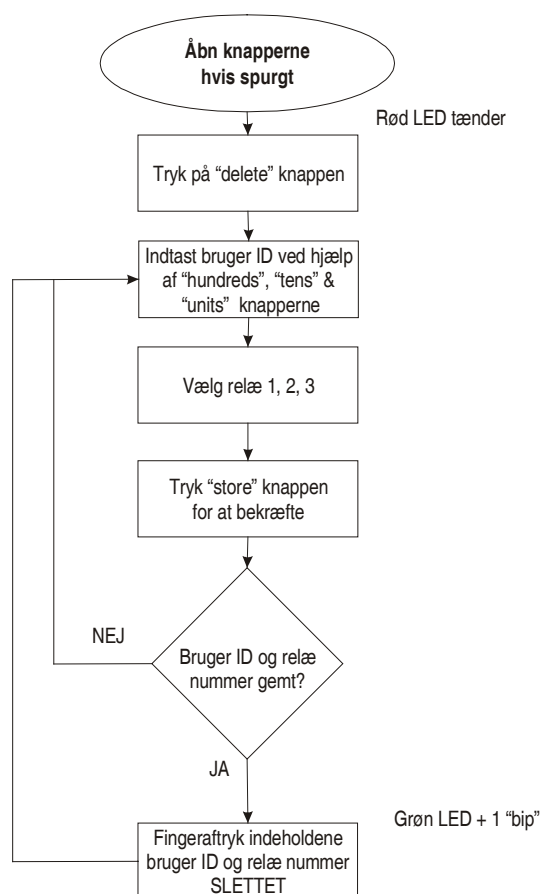 Åbn knapperne
hvis spurgt
Rød LED tænder
Tryk på “delete” knappen
Indtast bruger ID ved hjælp
af “hundreds”, “tens” &
“units” knapperne
Vælg relæ 1, 2, 3
Tryk “store” knappen
for at bekræfte
NEJ
Bruger ID og relæ
nummer gemt?
JA
Grøn LED + 1 “bip”
Fingeraftryk indeholdene
bruger ID og relæ nummer
SLETTET